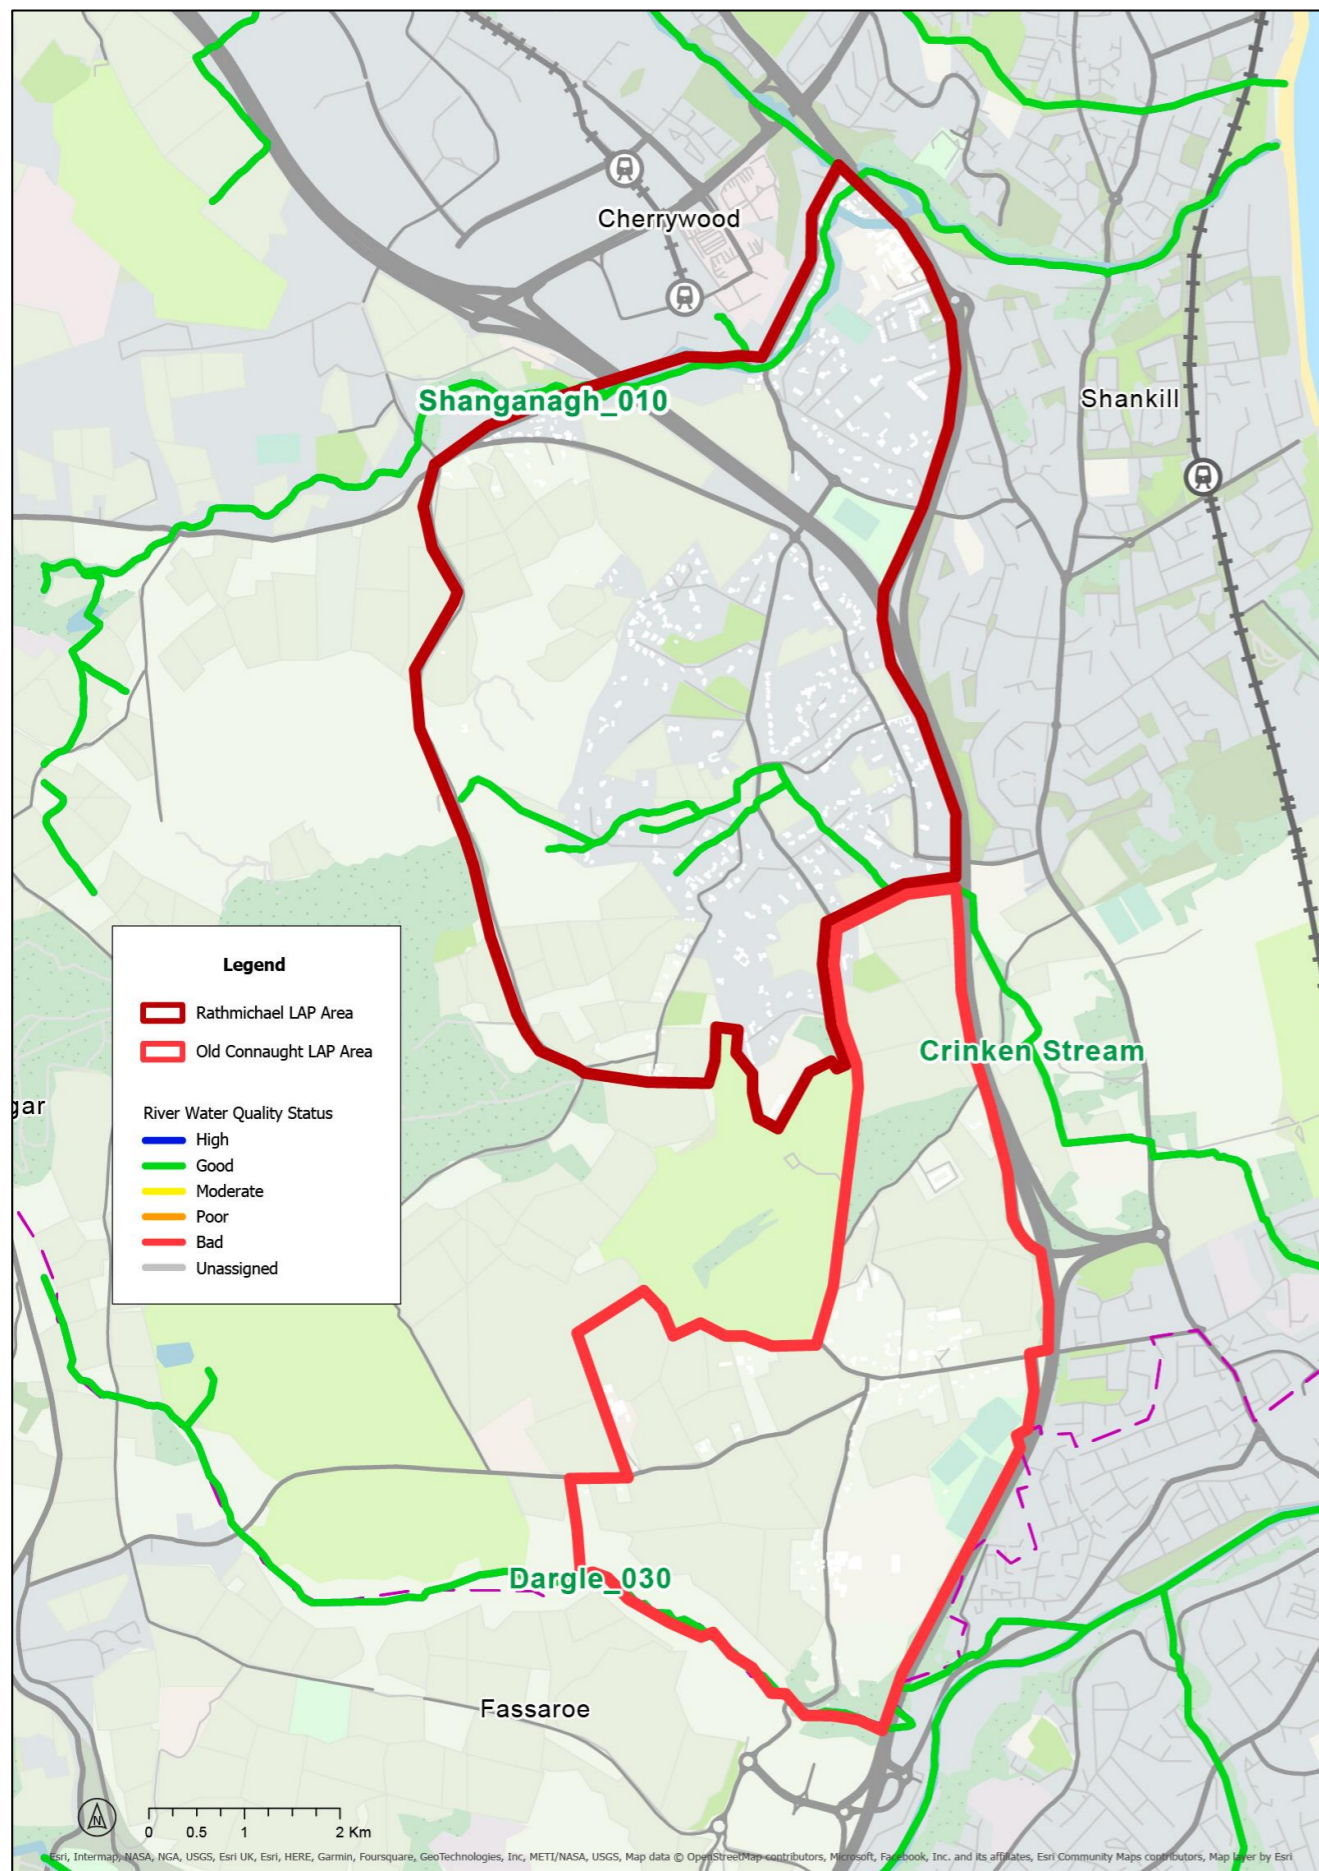 Cherrywood
Shankill
Shanganagh_010
Legend
Rathmichael LAP Area
Old Connaught LAP Area
River Water Quality Status
High
Good
Moderate
Poor
Bad
Unassigned
Crinken Stream
gar
Dargle_030
Fassaroe
N
0 0.5 1 2 Km
Esri, Intermap, NASA, NGA, USGS, Esri UK, Esri, HERE, Garmin, Foursquare, GeoTechnologies, Inc, METI/NASA, USGS, Map data © OpenStreetMap contributors, Microsoft, Facebook, Inc. and its affiliates, Esri Community Maps contributors, Map layer by Esri